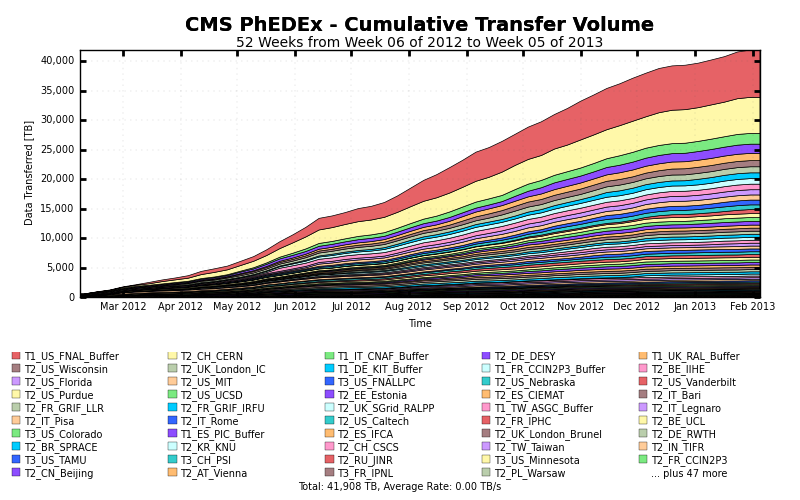 CMS PhEDEx - Cumulative Transfer Volume
52 Weeks from Week 06 of 2012 to Week 05 of 2013
Data Transferred [TB]
40,000
35,000
30,000
25,000
20,000
15,000
10,000
5,000
0
Mar 2012 Apr 2012 May 2012 Jun 2012 Jul 2012 Aug 2012 Sep 2012 Oct 2012 Nov 2012 Dec 2012 Jan 2013 Feb 2013
Time
T1_US_FNAL_Buffer T2_CH_CERN T1_IT_CNAF_Buffer T2_DE_DESY T1_UK_RAL_Buffer
T2_US_Wisconsin T2_UK_London_IC T1_DE_KIT_Buffer T1_FR_CCIN2P3_Buffer T2_BE_IIHE
T2_US_Florida T2_US_MIT T3_US_FNALLPC T2_US_Nebraska T2_US_Vanderbilt
T2_US_Purdue T2_US_UCSD T2_EE_Estonia T2_ES_CIEMAT T2_IT_Bari
T2_FR_GRIF_LLR T2_FR_GRIF_IRFU T2_UK_SGrid_RALPP T1_TW_ASGC_Buffer T2_IT_Legnaro
T2_IT_Pisa T2_IT_Rome T2_US_Caltech T2_FR_IPHC T2_BE_UCL
T3_US_Colorado T1_ES_PIC_Buffer T2_ES_IFCA T2_UK_London_Brunel T2_DE_RWTH
T2_BR_SPRACE T2_KR_KNU T2_CH_CSCS T2_TW_Taiwan T2_IN_TIFR
T3_US_TAMU T3_CH_PSI T2_RU_JINR T3_US_Minnesota T2_FR_CCIN2P3
T2_CN_Beijing T2_AT_Vienna T3_FR_IPNL T2_PL_Warsaw ... plus 47 more
Total: 41,908 TB, Average Rate: 0.00 TB/s